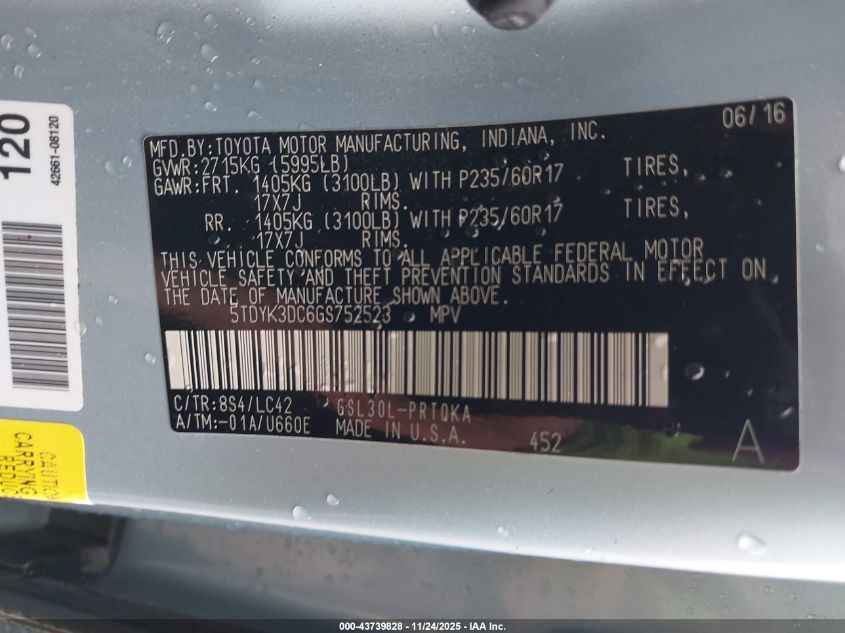 06/16
MFD.BY:TOYOTA MOTOR MANUFACTURING, INDIANA, INC.
GVWR:2715KG (5995LB)
GAWR:FRT. 1405KG (3100LB) WITH P235/60R17 TIRES,
17X7J RIMS.
RR. 1405KG (3100LB) WITH P235/60R17 TIRES,
17X7J RIMS.
THIS VEHICLE CONFORMS TO ALL APPLICABLE FEDERAL MOTOR
VEHICLE SAFETY AND THEFT PREVENTION STANDARDS IN EFFECT ON
THE DATE OF MANUFACTURE SHOWN ABOVE.
5TDYK3DC6GS752523 MPV
C/TR:8S4/LC42 GSL30L-PRTQKA
A/TM:-01A/U660E MADE IN U.S.A. 452 A
120
42661-08120
CAUTION
CARRYING
000-43739828 - 11/24/2025 - IAA Inc.